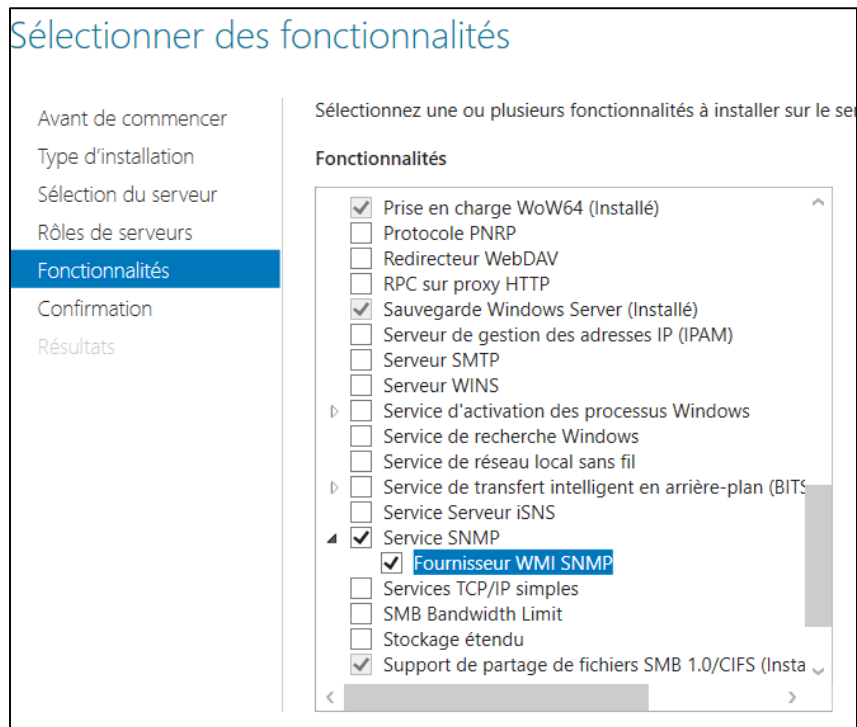 Sélectionner des fonctionnalités
Avant de commencer
Type d'installation
Sélection du serveur
Rôles de serveurs
Fonctionnalités
Confirmation
Résultats
Sélectionnez une ou plusieurs fonctionnalités à installer sur le ser
Fonctionnalités
Prise en charge WoW64 (Installé)
Protocole PNRP
Redirecteur WebDAV
RPC sur proxy HTTP
Sauvegarde Windows Server (Installé)
Serveur de gestion des adresses IP (IPAM)
Serveur SMTP
Serveur WINS
Service d'activation des processus Windows
Service de recherche Windows
Service de réseau local sans fil
Service de transfert intelligent en arrière-plan (BITS
Service Serveur iSNS
Service SNMP
Fournisseur WMI SNMP
Services TCP/IP simples
SMB Bandwidth Limit
Stockage étendu
Support de partage de fichiers SMB 1.0/CIFS (Insta